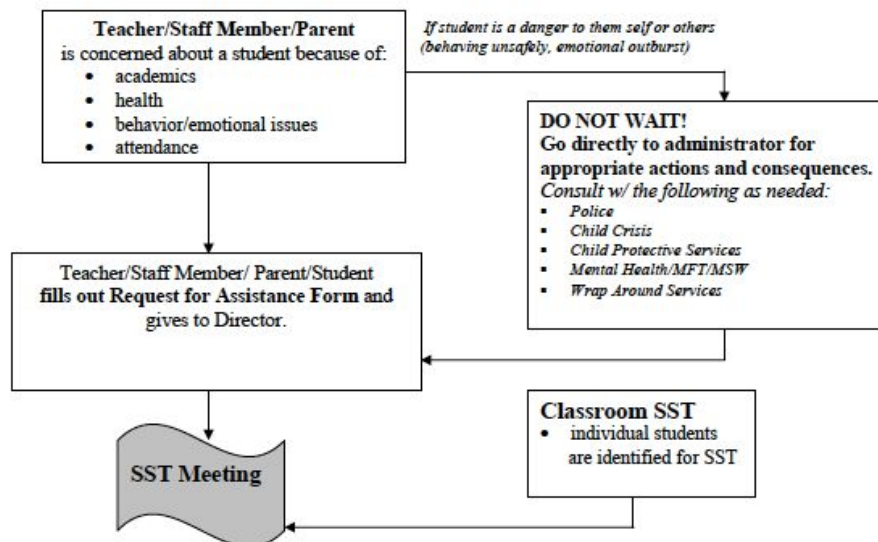 Teacher/Staff Member/Parent
is concerned about a student because of:
• academics
• health
• behavior/emotional issues
• attendance
If student is a danger to them self or others
(behaving unsafely, emotional outburst)
DO NOT WAIT!
Go directly to administrator for
appropriate actions and consequences.
Consult w/ the following as needed:
▪ Police
▪ Child Crisis
▪ Child Protective Services
▪ Mental Health/MFT/MSW
▪ Wrap Around Services
Teacher/Staff Member/ Parent/Student
fills out Request for Assistance Form and
gives to Director.
Classroom SST
• individual students
are identified for SST
SST Meeting